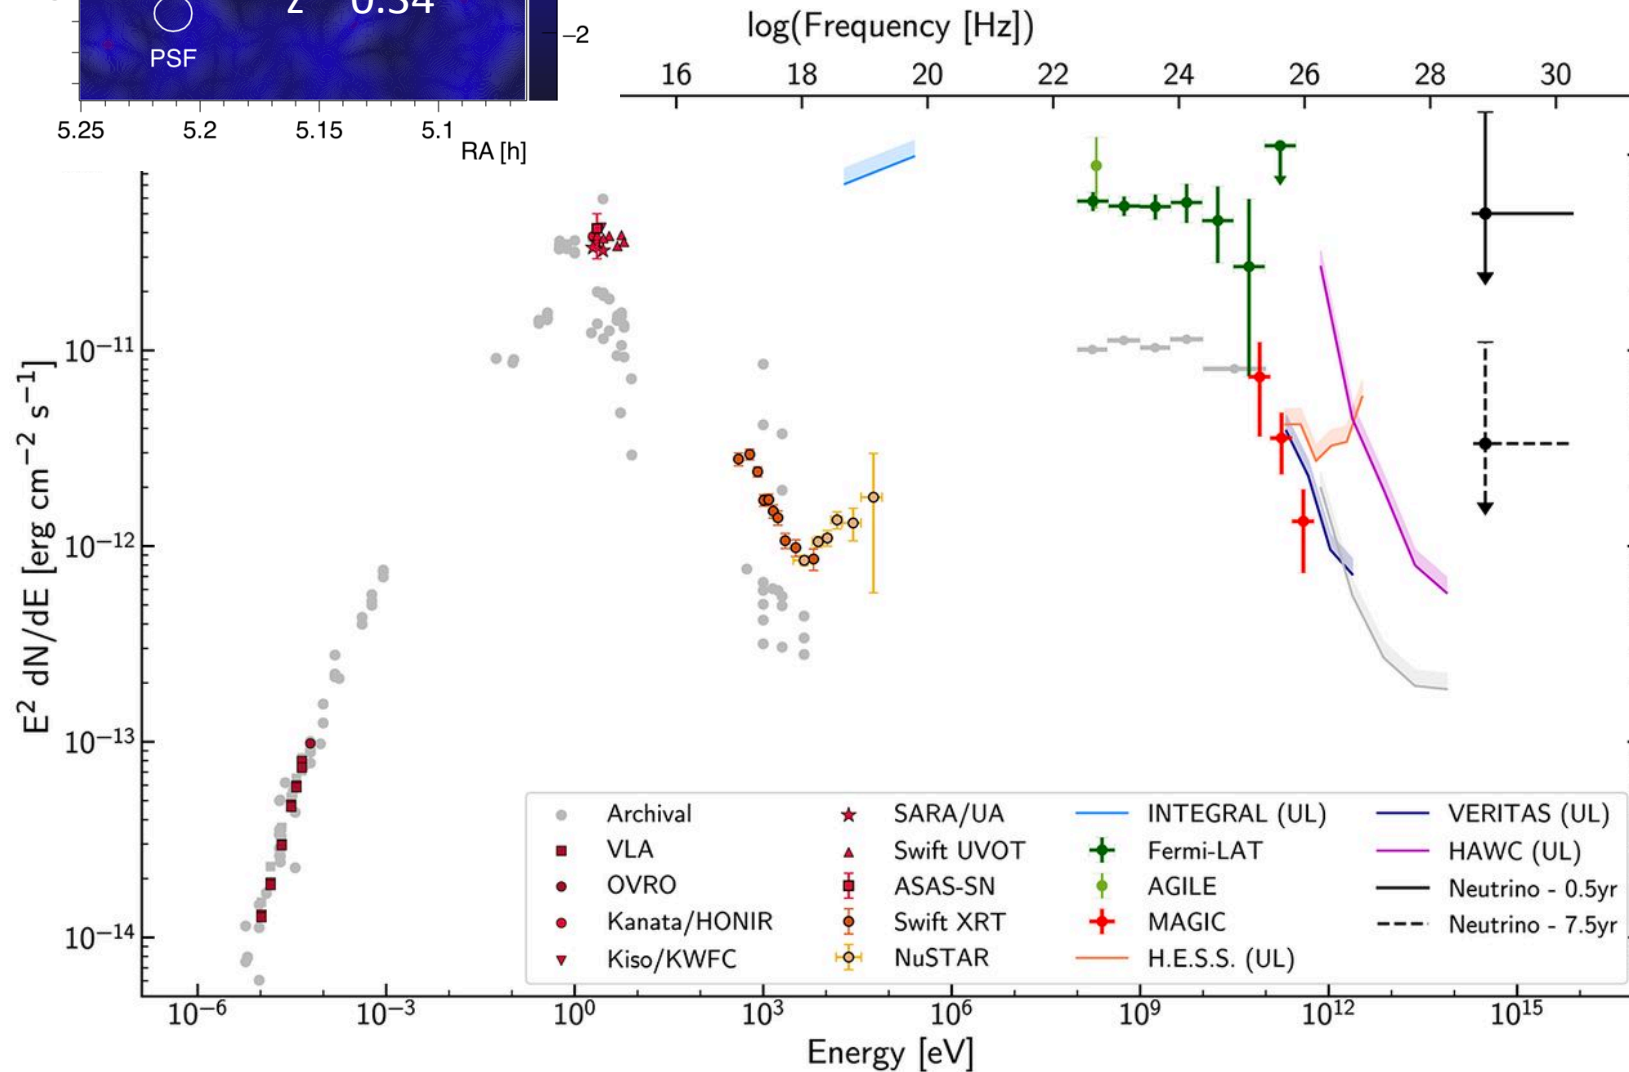 z 0.34
PSF
−2
5.25 5.2 5.15 5.1
RA [h]
log(Frequency [Hz])
16 18 20 22 24 26 28 30
E² dN/dE [erg cm⁻² s⁻¹]
10⁻¹¹
10⁻¹²
10⁻¹³
10⁻¹⁴
Archival
VLA
OVRO
Kanata/HONIR
Kiso/KWFC
SARA/UA
Swift UVOT
ASAS-SN
Swift XRT
NuSTAR
INTEGRAL (UL)
Fermi-LAT
AGILE
MAGIC
H.E.S.S. (UL)
VERITAS (UL)
HAWC (UL)
Neutrino - 0.5yr
Neutrino - 7.5yr
10⁻⁶ 10⁻³ 10⁰ 10³ 10⁶ 10⁹ 10¹² 10¹⁵
Energy [eV]